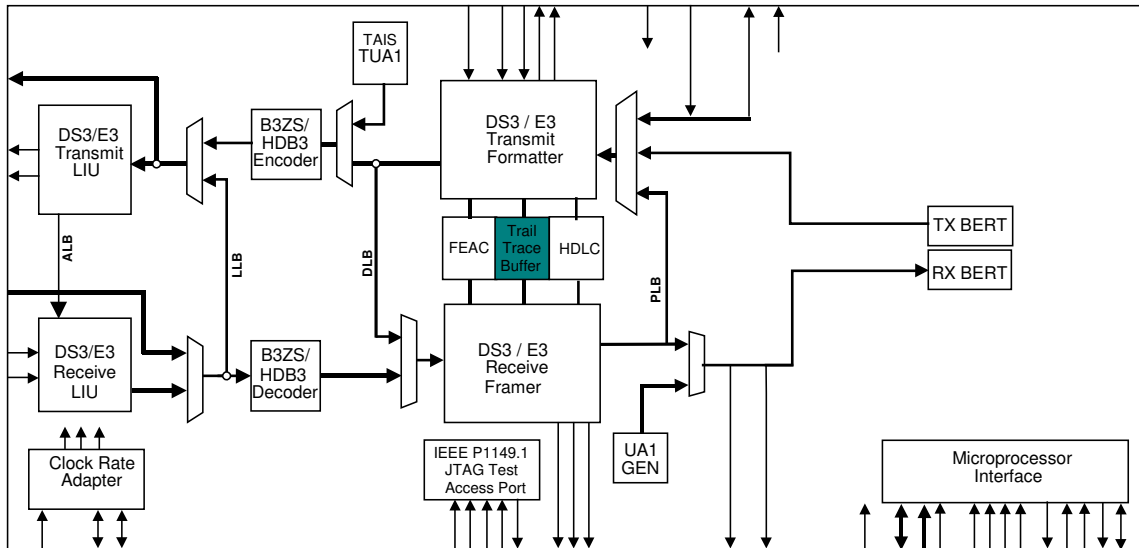 TAIS
TUA1
DS3/E3
Transmit
LIU
B3ZS/
HDB3
Encoder
DS3 / E3
Transmit
Formatter
FEAC
Trail
Trace
Buffer
HDLC
TX BERT
RX BERT
ALB
LLB
DLB
PLB
DS3/E3
Receive
LIU
B3ZS/
HDB3
Decoder
DS3 / E3
Receive
Framer
UA1
GEN
Clock Rate
Adapter
IEEE P1149.1
JTAG Test
Access Port
Microprocessor
Interface